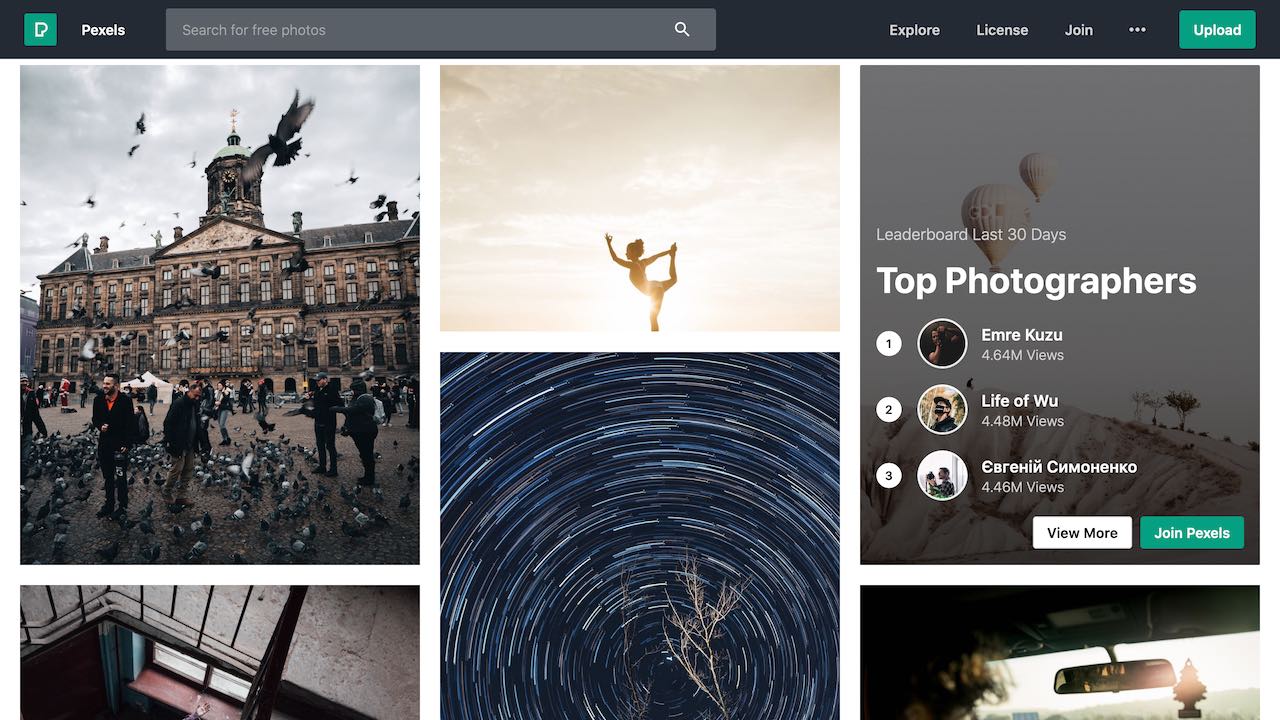 Pexels
Search for free photos
Explore
License
Join
Upload
Leaderboard Last 30 Days
Top Photographers
1
Emre Kuzu
4.64M Views
2
Life of Wu
4.48M Views
3
Євгеній Симоненко
4.46M Views
View More
Join Pexels